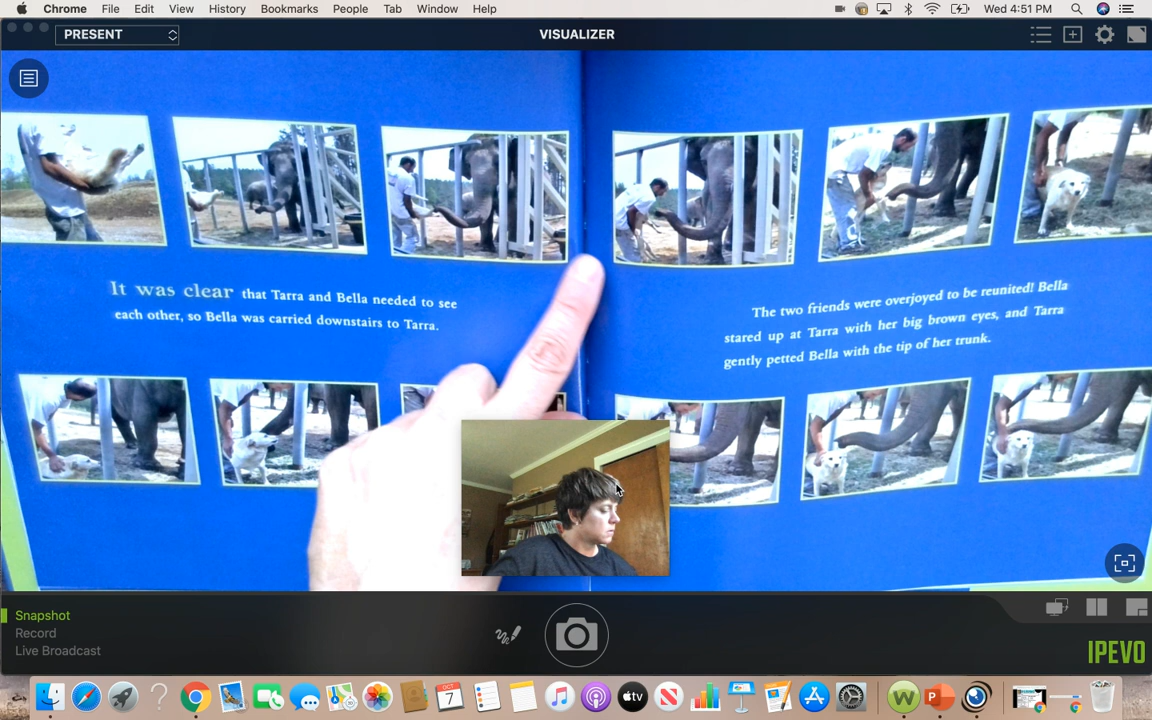 Chrome File Edit View History Bookmarks People Tab Window Help Wed 4:51 PM
PRESENT VISUALIZER
It was clear that Tarra and Bella needed to see
each other, so Bella was carried downstairs to Tarra.
The two friends were overjoyed to be reunited! Bella
stared up at Tarra with her big brown eyes, and Tarra
gently petted Bella with the tip of her trunk.
Snapshot
Record
Live Broadcast
IPEVO
OCT
7
tv
W
P